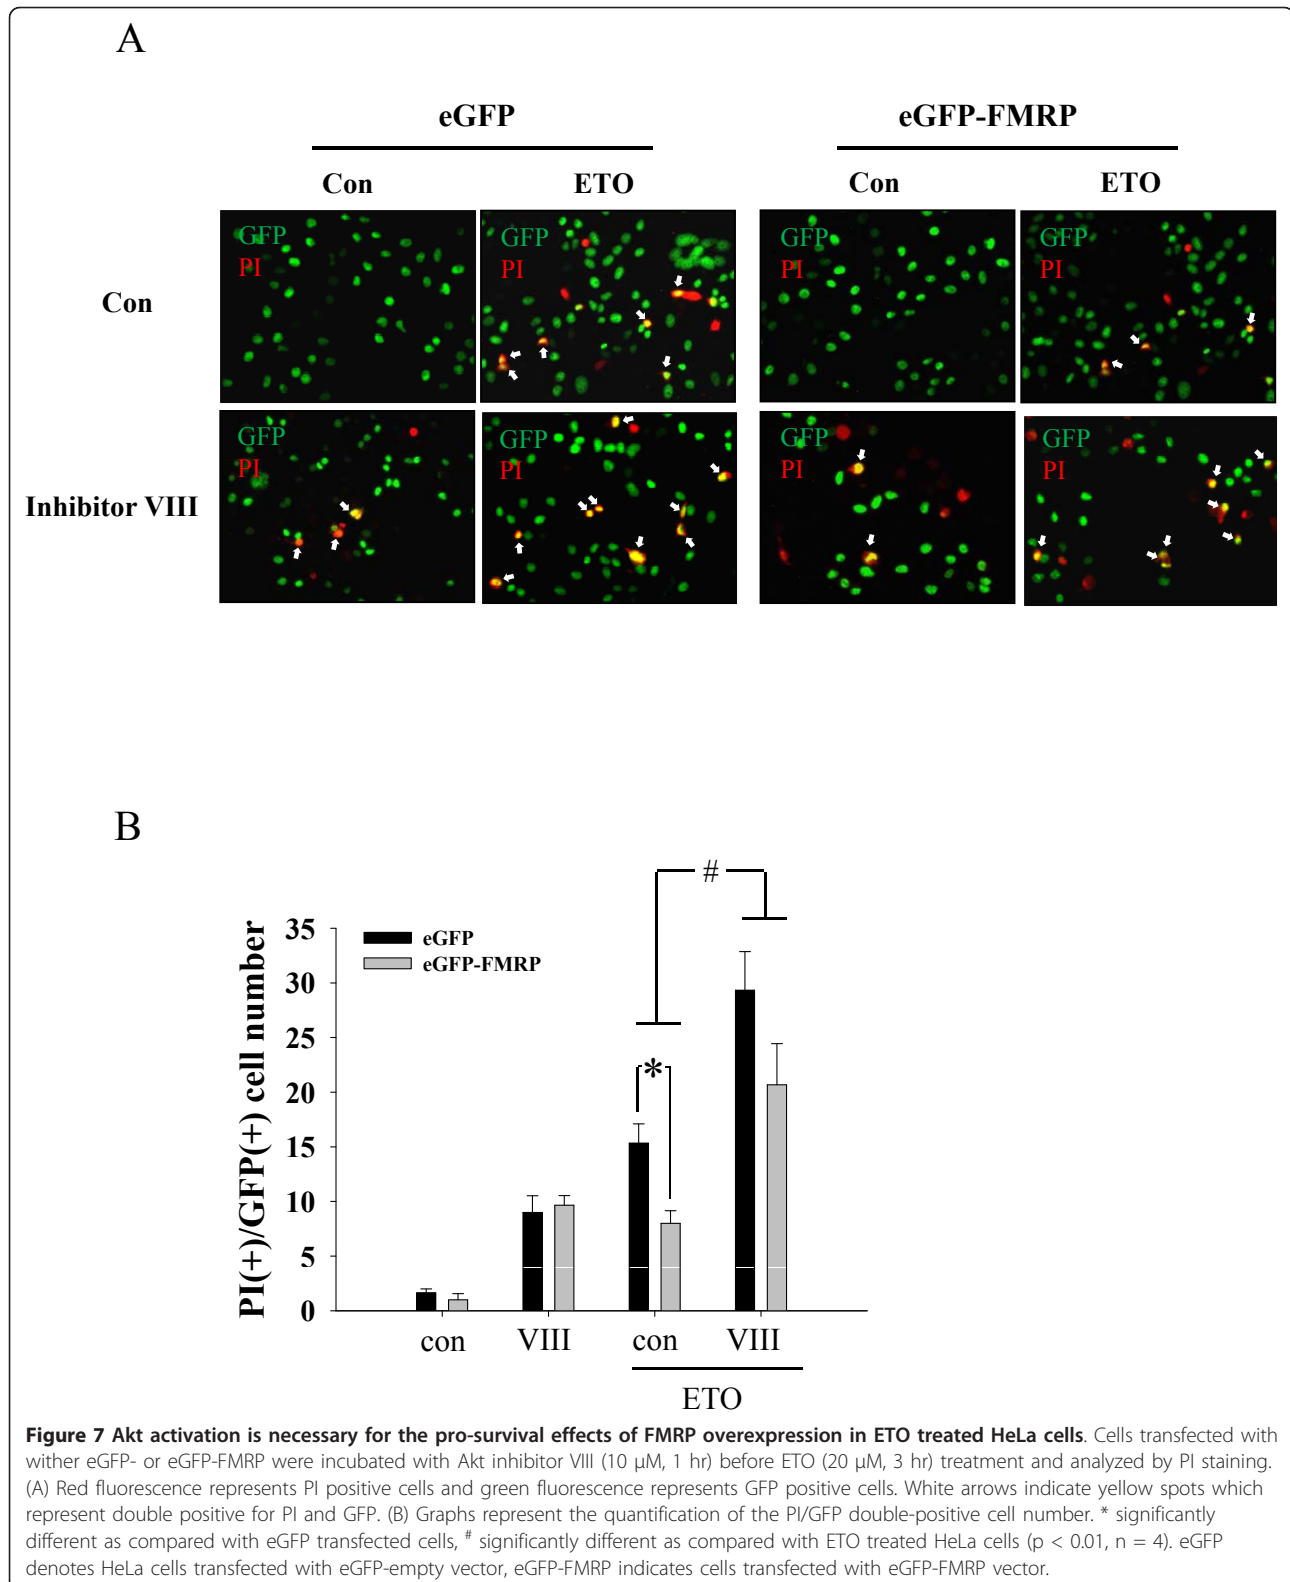 A
eGFP
eGFP-FMRP
Con
ETO
Con
ETO
Con
GFP
PI
GFP
PI
GFP
PI
GFP
PI
Inhibitor VIII
GFP
PI
GFP
PI
GFP
PI
GFP
PI
B
#
PI(+)/GFP(+) cell number
35
30
25
20
15
10
5
0
eGFP
eGFP-FMRP
*
con
VIII
con
VIII
ETO
Figure 7 Akt activation is necessary for the pro-survival effects of FMRP overexpression in ETO treated HeLa cells. Cells transfected with
wither eGFP- or eGFP-FMRP were incubated with Akt inhibitor VIII (10 μM, 1 hr) before ETO (20 μM, 3 hr) treatment and analyzed by PI staining.
(A) Red fluorescence represents PI positive cells and green fluorescence represents GFP positive cells. White arrows indicate yellow spots which
represent double positive for PI and GFP. (B) Graphs represent the quantification of the PI/GFP double-positive cell number. * significantly
different as compared with eGFP transfected cells, # significantly different as compared with ETO treated HeLa cells (p < 0.01, n = 4). eGFP
denotes HeLa cells transfected with eGFP-empty vector, eGFP-FMRP indicates cells transfected with eGFP-FMRP vector.